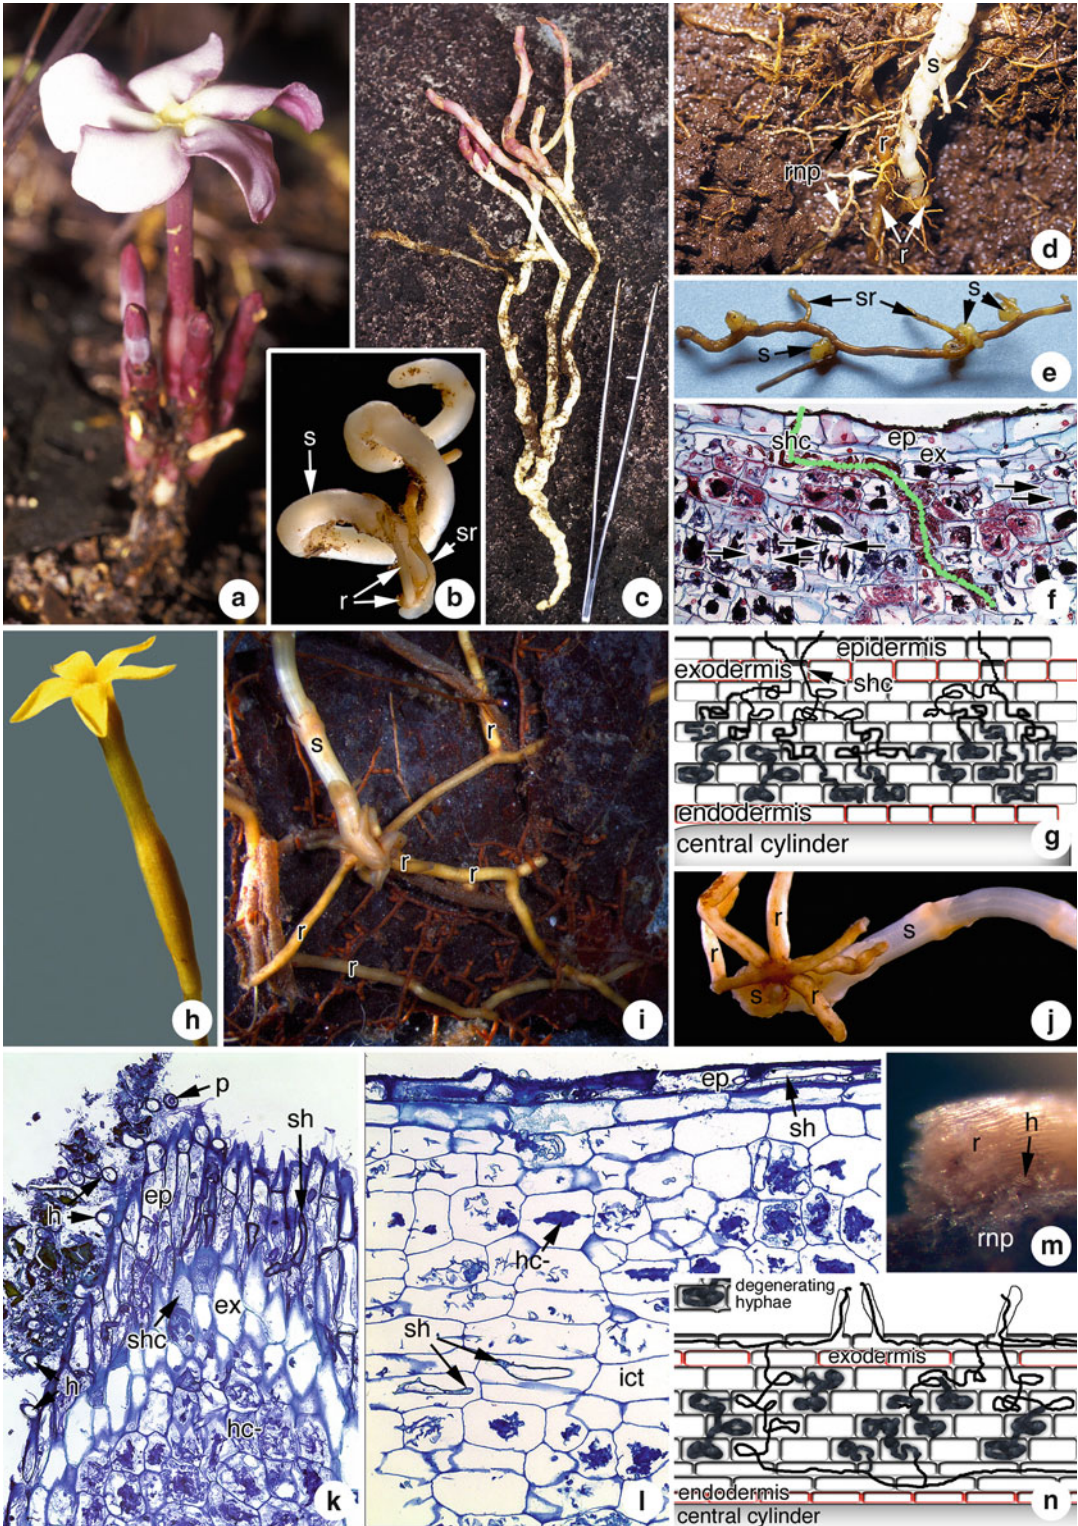 a
s
sr
r
b
c
s
r
rnp
r
d
sr
s
s
e
shc
ep
ex
f
epidermis
exodermis
shc
endodermis
central cylinder
g
h
s
r
r
r
r
r
i
r
r
s
s
r
j
p
sh
ep
h
ex
shc
h
hc-
k
ep
sh
hc-
sh
ict
l
r
h
rnp
m
degenerating
hyphae
exodermis
endodermis
central cylinder
n